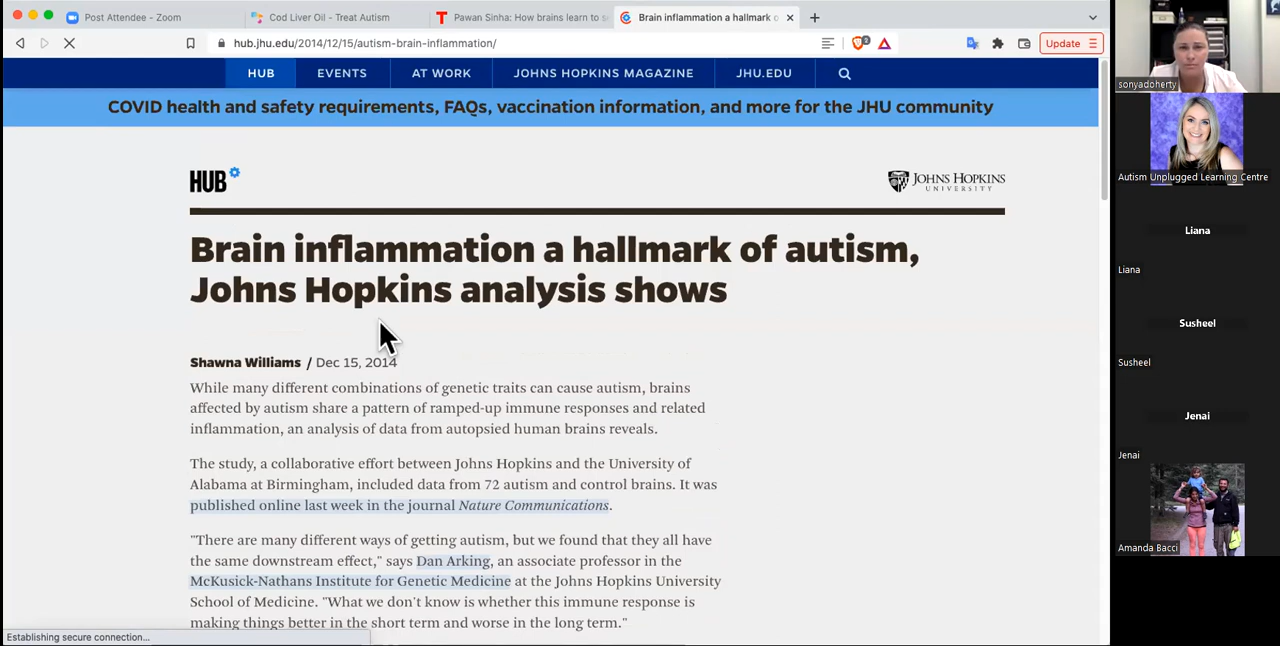 Post Attendee - Zoom
Cod Liver Oil - Treat Autism
Pawan Sinha: How brains learn to s
Brain inflammation a hallmark o
hub.jhu.edu/2014/12/15/autism-brain-inflammation/
Update
HUB
EVENTS
AT WORK
JOHNS HOPKINS MAGAZINE
JHU.EDU
COVID health and safety requirements, FAQs, vaccination information, and more for the JHU community
HUB
JOHNS HOPKINS
UNIVERSITY
Brain inflammation a hallmark of autism,
Johns Hopkins analysis shows
Shawna Williams / Dec 15, 2014
While many different combinations of genetic traits can cause autism, brains
affected by autism share a pattern of ramped-up immune responses and related
inflammation, an analysis of data from autopsied human brains reveals.
The study, a collaborative effort between Johns Hopkins and the University of
Alabama at Birmingham, included data from 72 autism and control brains. It was
published online last week in the journal Nature Communications.
"There are many different ways of getting autism, but we found that they all have
the same downstream effect," says Dan Arking, an associate professor in the
McKusick-Nathans Institute for Genetic Medicine at the Johns Hopkins University
School of Medicine. "What we don't know is whether this immune response is
making things better in the short term and worse in the long term."
Establishing secure connection...
sonyadoherty
Autism Unplugged Learning Centre
Liana
Liana
Susheel
Susheel
Jenai
Jenai
Amanda Bacci